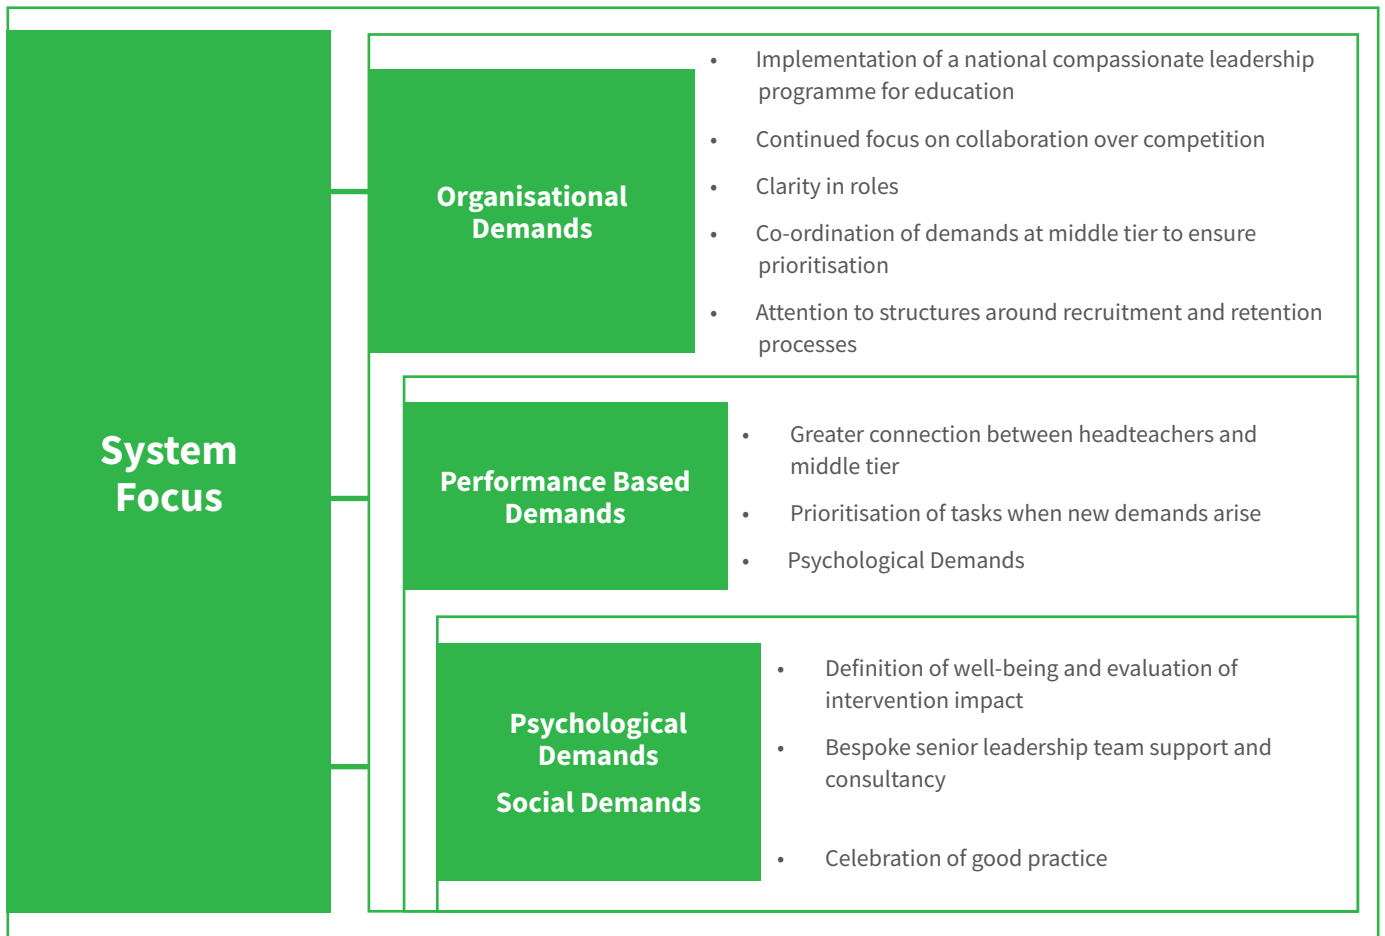 System
Focus
Organisational
Demands
• Implementation of a national compassionate leadership
programme for education
• Continued focus on collaboration over competition
• Clarity in roles
• Co-ordination of demands at middle tier to ensure
prioritisation
• Attention to structures around recruitment and retention
processes
Performance Based
Demands
• Greater connection between headteachers and
middle tier
• Prioritisation of tasks when new demands arise
• Psychological Demands
Psychological
Demands
Social Demands
• Definition of well-being and evaluation of
intervention impact
• Bespoke senior leadership team support and
consultancy
• Celebration of good practice